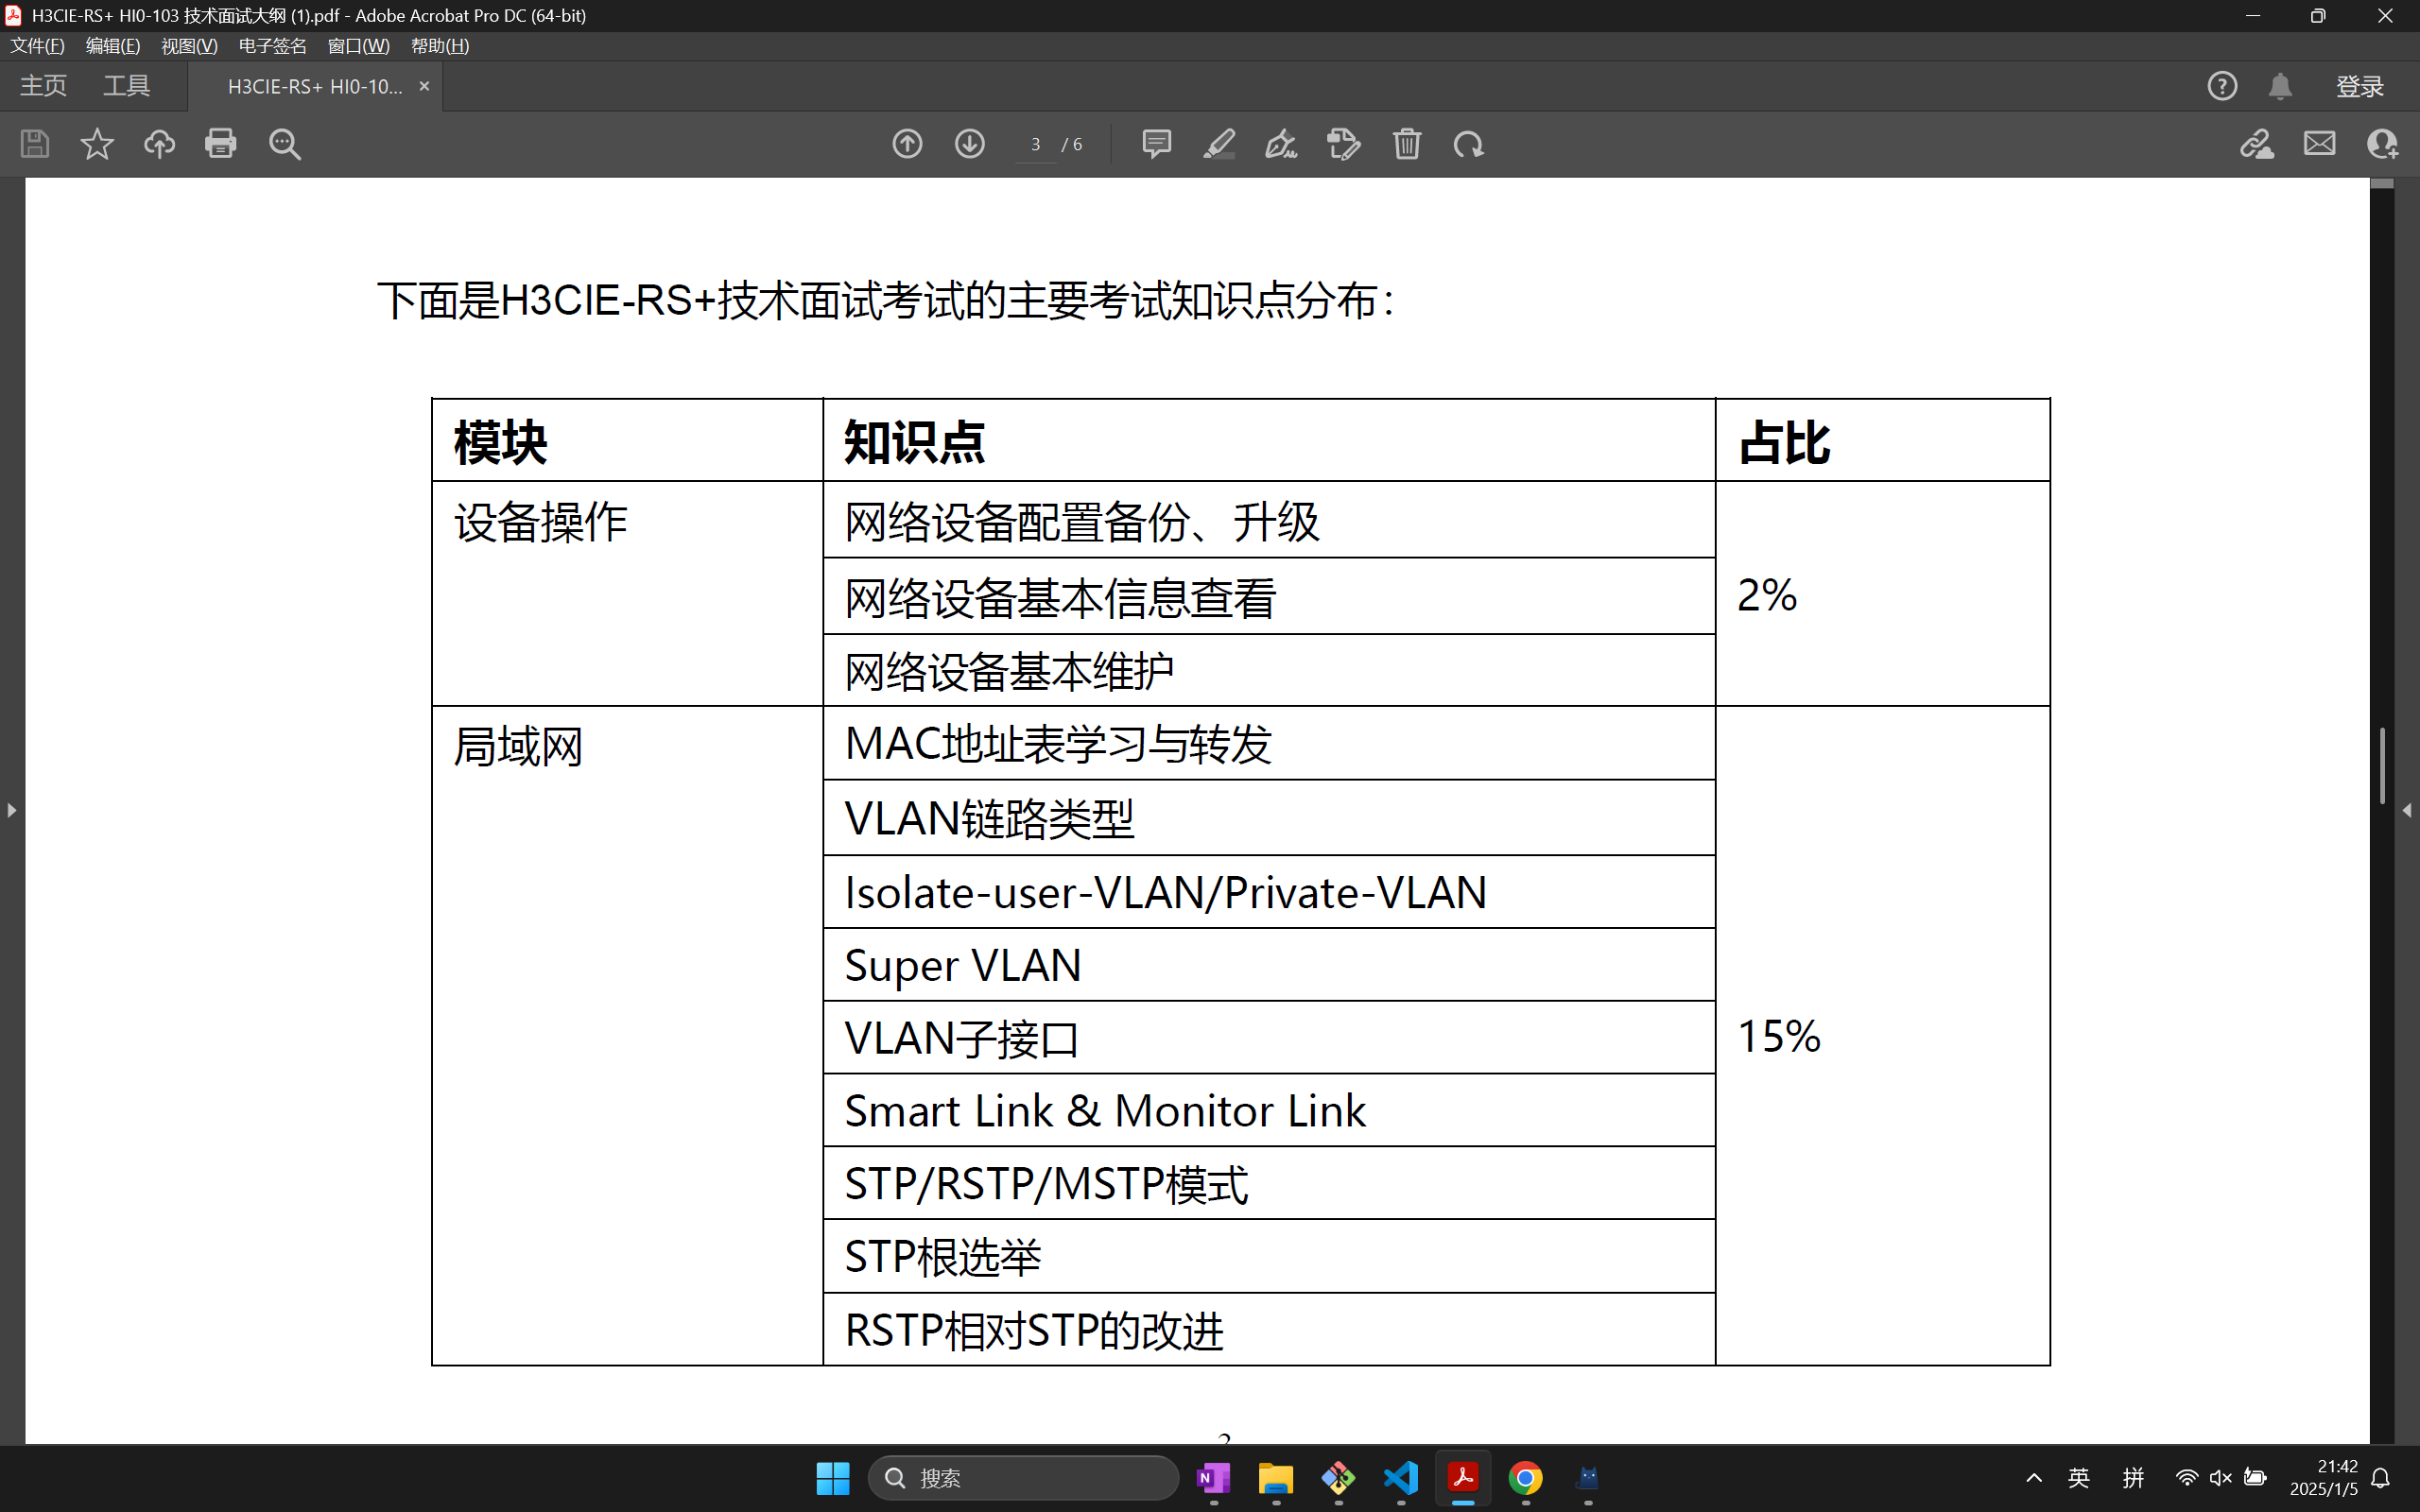 H3CIE-RS+ HI0-103 技术面试大纲 (1).pdf - Adobe Acrobat Pro DC (64-bit)
文件(F) 编辑(E) 视图(V) 电子签名 窗口(W) 帮助(H)
主页 工具 H3CIE-RS+ HI0-10... × 登录
3 / 6
下面是H3CIE-RS+技术面试考试的主要考试知识点分布：
模块 知识点 占比
设备操作 网络设备配置备份、升级
网络设备基本信息查看 2%
网络设备基本维护
局域网 MAC地址表学习与转发
VLAN链路类型
Isolate-user-VLAN/Private-VLAN
Super VLAN
VLAN子接口 15%
Smart Link & Monitor Link
STP/RSTP/MSTP模式
STP根选举
RSTP相对STP的改进
搜索
英 拼
21:42
2025/1/5